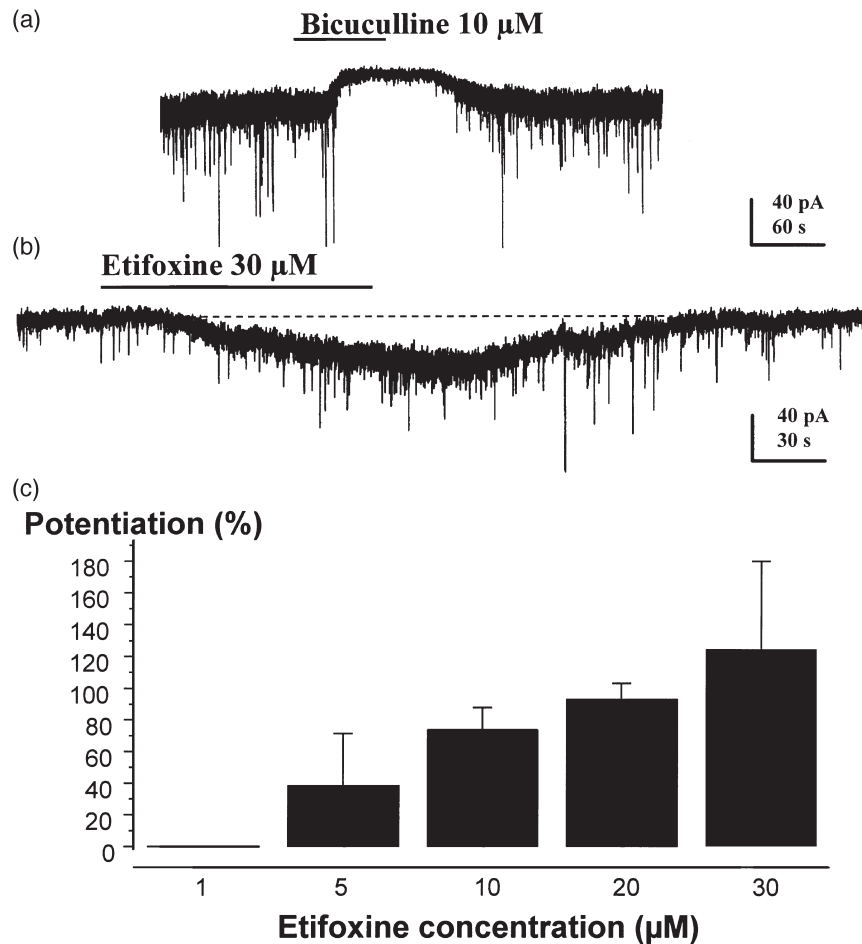 (a)
Bicuculline 10 µM
40 pA
60 s
(b)
Etifoxine 30 µM
40 pA
30 s
(c)
Potentiation (%)
180
160
140
120
100
80
60
40
20
0
1 5 10 20 30
Etifoxine concentration (µM)